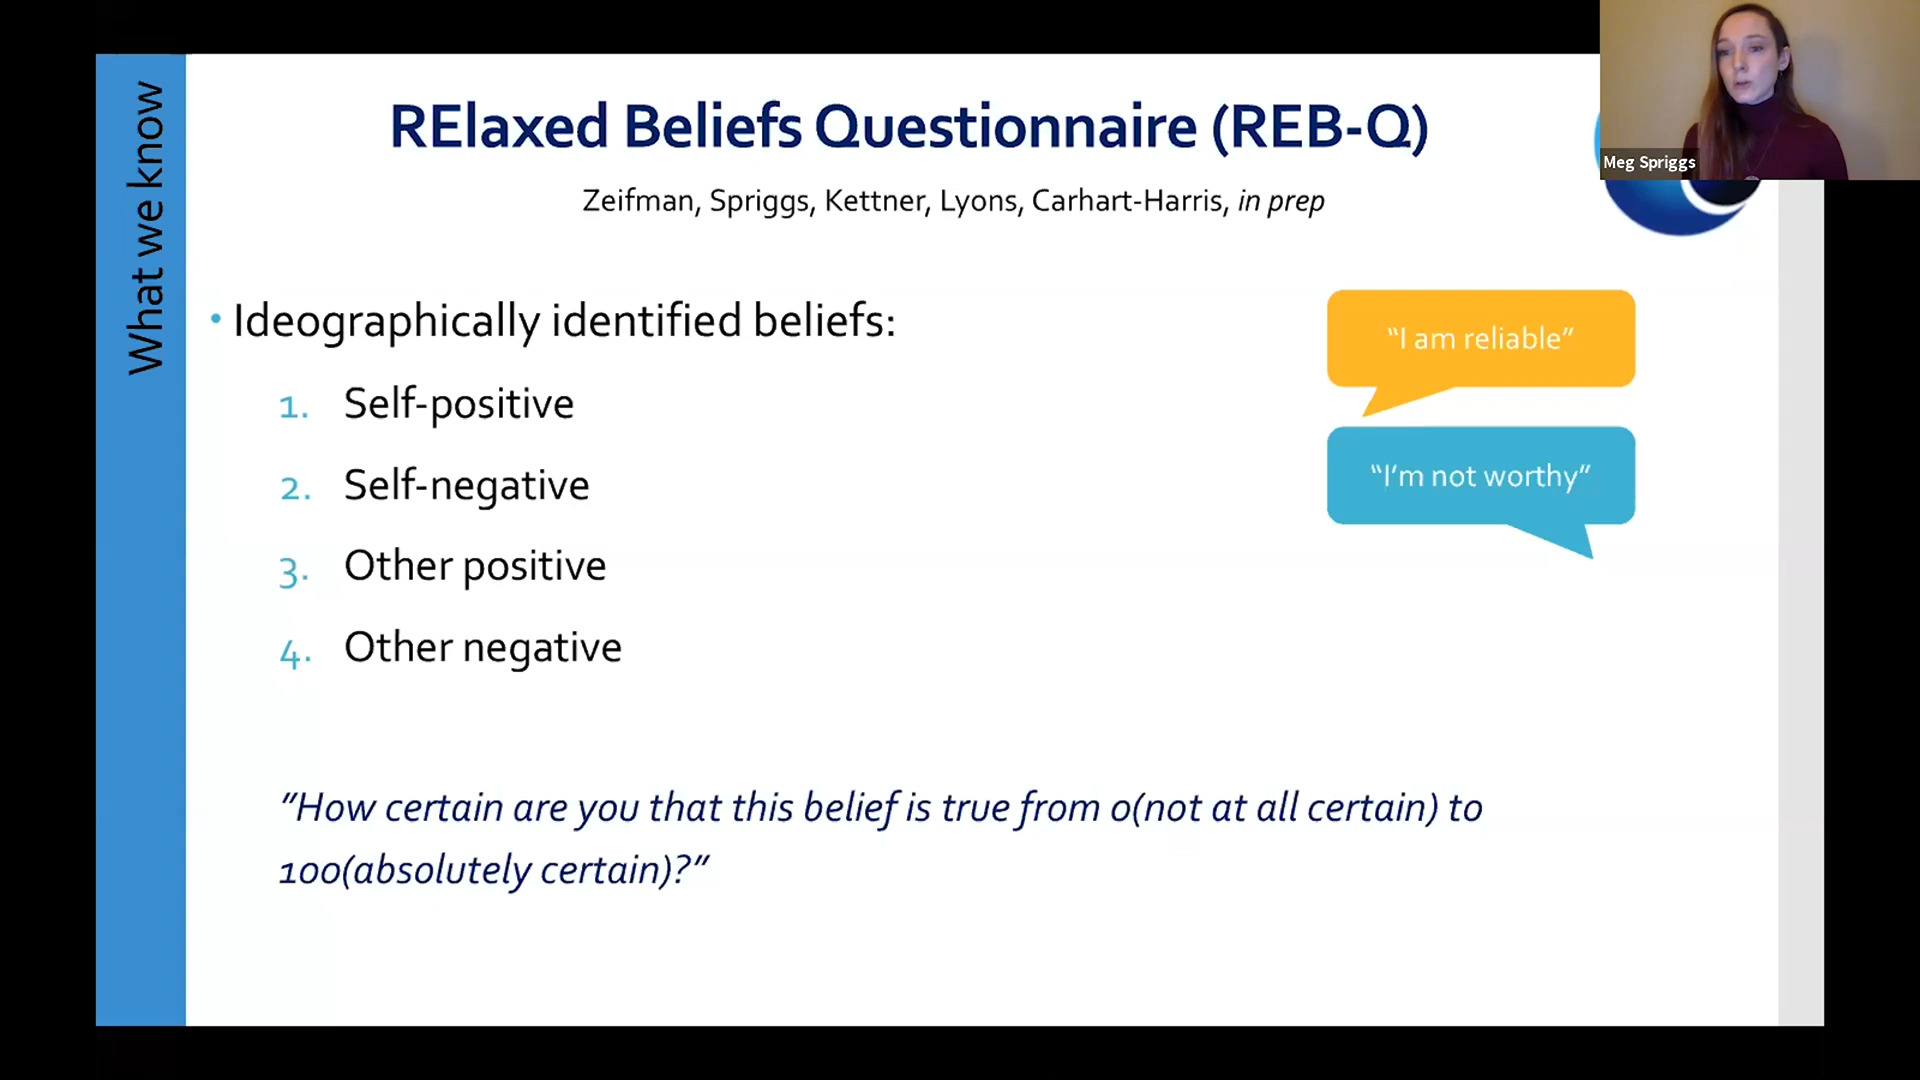 What we know
RElaxed Beliefs Questionnaire (REB-Q)
Zeifman, Spriggs, Kettner, Lyons, Carhart-Harris, in prep
Meg Spriggs
• Ideographically identified beliefs:
1. Self-positive
2. Self-negative
3. Other positive
4. Other negative
“I am reliable”
“I’m not worthy”
“How certain are you that this belief is true from 0(not at all certain) to
100(absolutely certain)?”